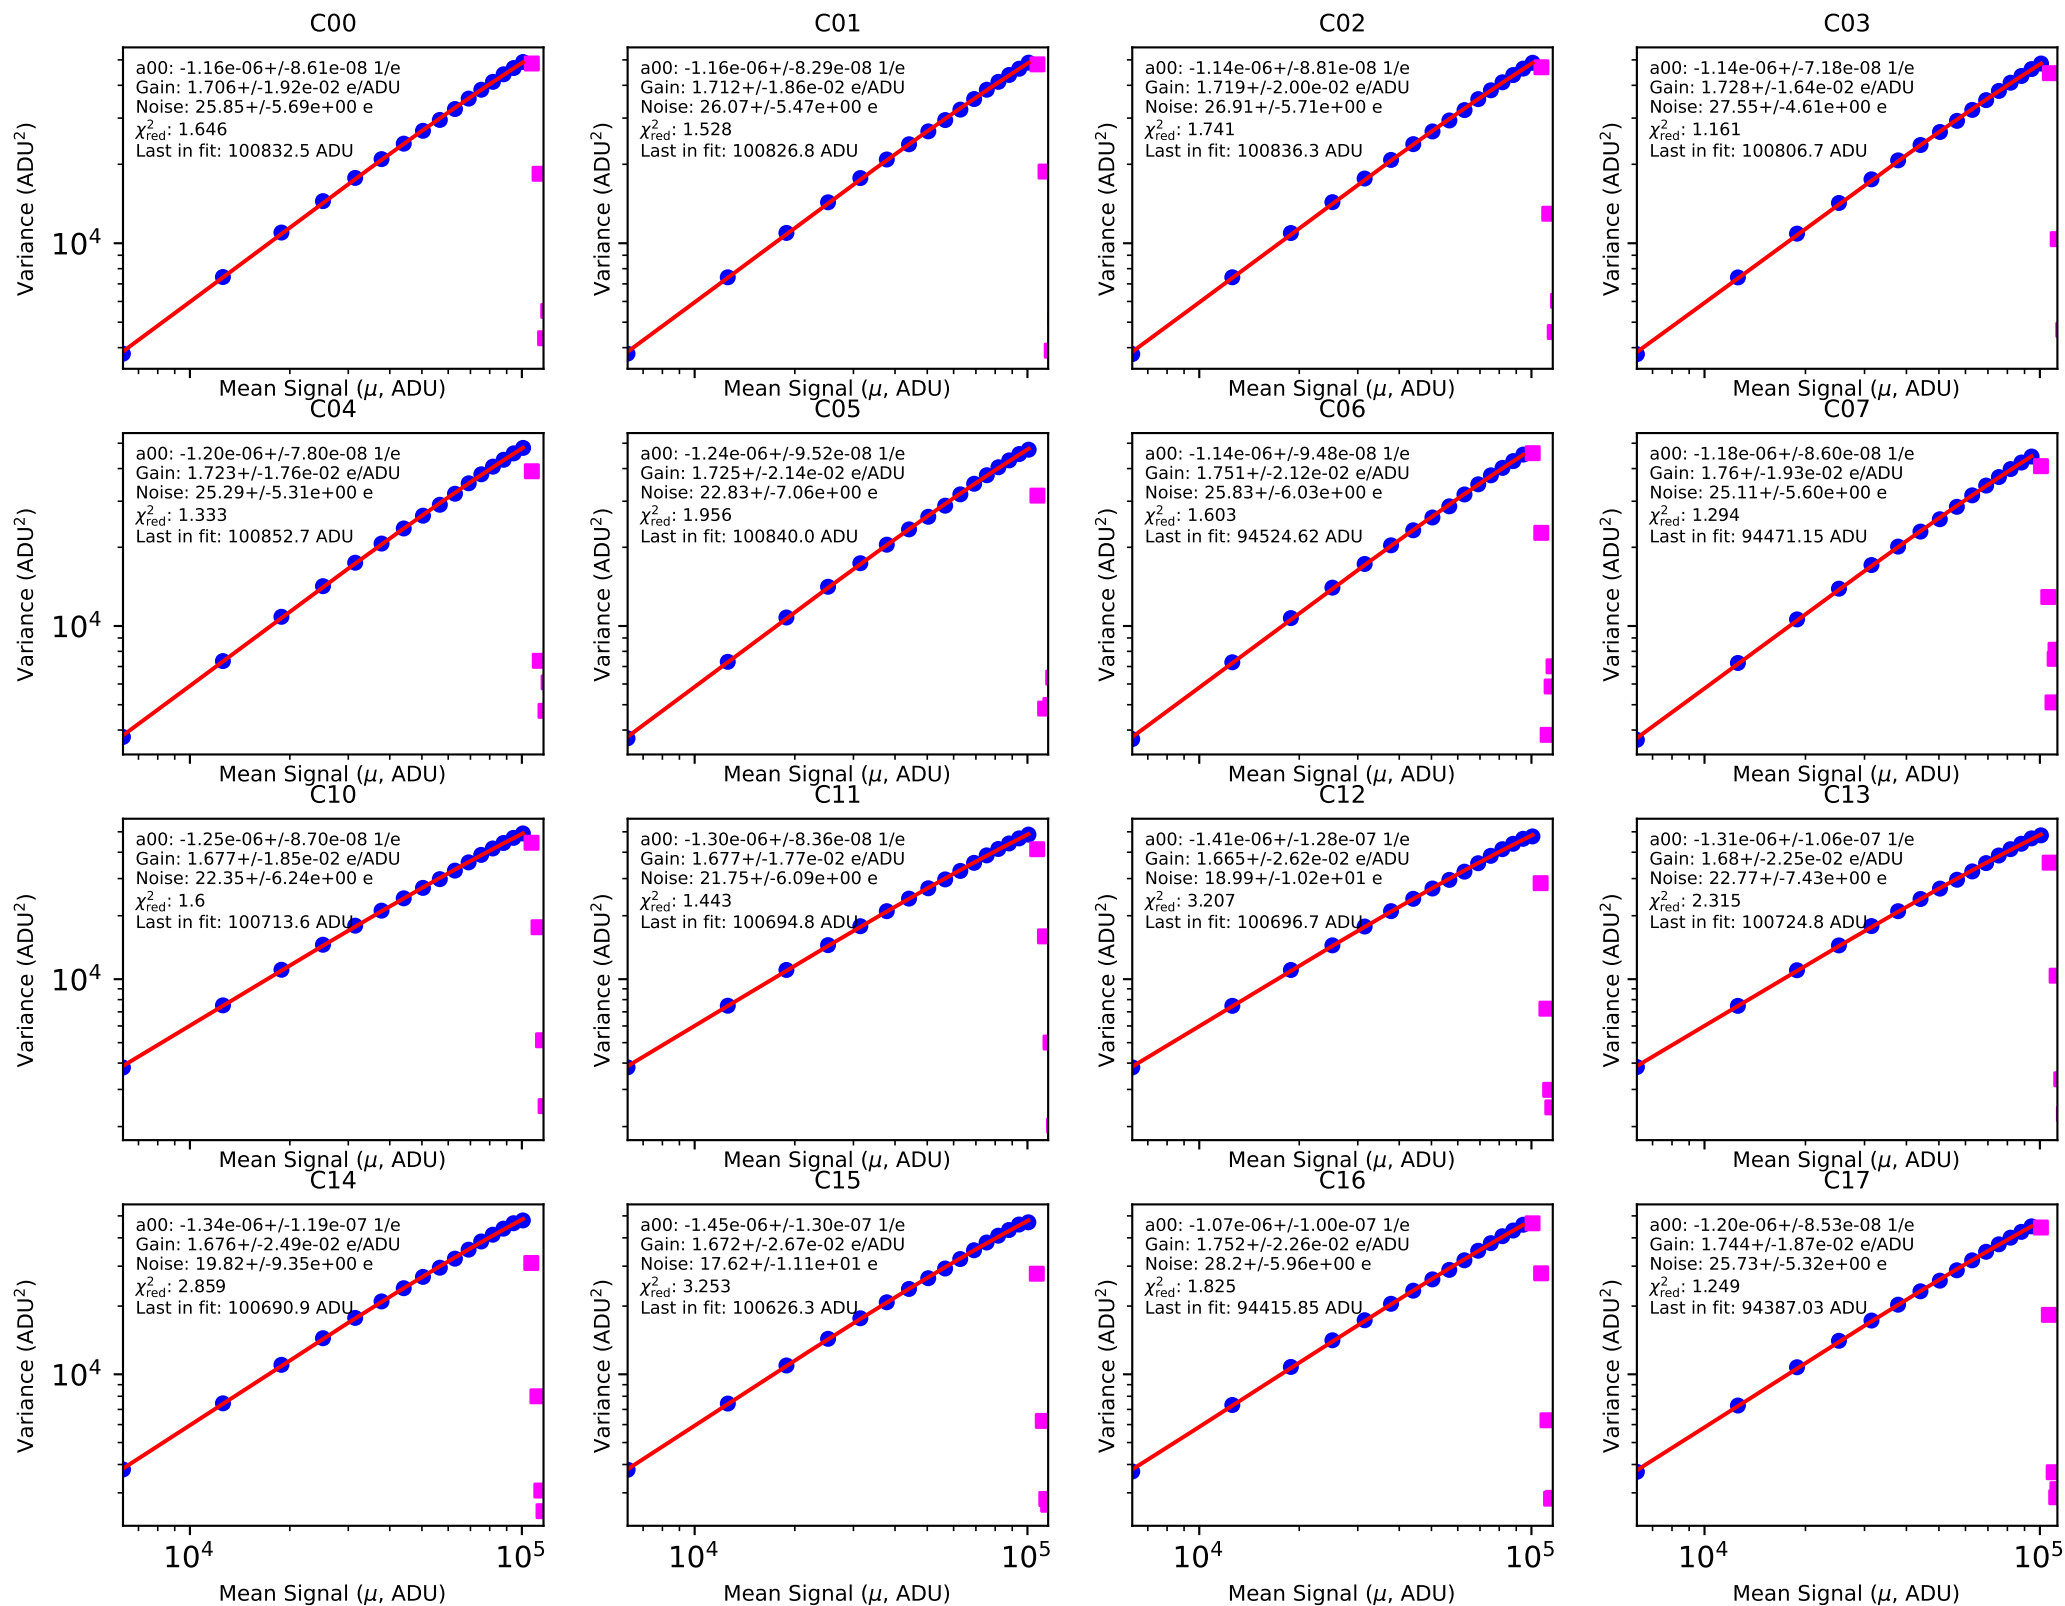 C00
a00: -1.16e-06+/-8.61e-08 1/e
Gain: 1.706+/-1.92e-02 e/ADU
Noise: 25.85+/-5.69e+00 e
χ²red: 1.646
Last in fit: 100832.5 ADU
Variance (ADU²)
10⁴
Mean Signal (μ, ADU)
C01
a00: -1.16e-06+/-8.29e-08 1/e
Gain: 1.712+/-1.86e-02 e/ADU
Noise: 26.07+/-5.47e+00 e
χ²red: 1.528
Last in fit: 100826.8 ADU
Variance (ADU²)
Mean Signal (μ, ADU)
C02
a00: -1.14e-06+/-8.81e-08 1/e
Gain: 1.719+/-2.00e-02 e/ADU
Noise: 26.91+/-5.71e+00 e
χ²red: 1.741
Last in fit: 100836.3 ADU
Variance (ADU²)
Mean Signal (μ, ADU)
C03
a00: -1.14e-06+/-7.18e-08 1/e
Gain: 1.728+/-1.64e-02 e/ADU
Noise: 27.55+/-4.61e+00 e
χ²red: 1.161
Last in fit: 100806.7 ADU
Variance (ADU²)
Mean Signal (μ, ADU)
C04
a00: -1.20e-06+/-7.80e-08 1/e
Gain: 1.723+/-1.76e-02 e/ADU
Noise: 25.29+/-5.31e+00 e
χ²red: 1.333
Last in fit: 100852.7 ADU
Variance (ADU²)
10⁴
Mean Signal (μ, ADU)
C05
a00: -1.24e-06+/-9.52e-08 1/e
Gain: 1.725+/-2.14e-02 e/ADU
Noise: 22.83+/-7.06e+00 e
χ²red: 1.956
Last in fit: 100840.0 ADU
Variance (ADU²)
Mean Signal (μ, ADU)
C06
a00: -1.14e-06+/-9.48e-08 1/e
Gain: 1.751+/-2.12e-02 e/ADU
Noise: 25.83+/-6.03e+00 e
χ²red: 1.603
Last in fit: 94524.62 ADU
Variance (ADU²)
Mean Signal (μ, ADU)
C07
a00: -1.18e-06+/-8.60e-08 1/e
Gain: 1.76+/-1.93e-02 e/ADU
Noise: 25.11+/-5.60e+00 e
χ²red: 1.294
Last in fit: 94471.15 ADU
Variance (ADU²)
Mean Signal (μ, ADU)
C10
a00: -1.25e-06+/-8.70e-08 1/e
Gain: 1.677+/-1.85e-02 e/ADU
Noise: 22.35+/-6.24e+00 e
χ²red: 1.6
Last in fit: 100713.6 ADU
Variance (ADU²)
10⁴
Mean Signal (μ, ADU)
C11
a00: -1.30e-06+/-8.36e-08 1/e
Gain: 1.677+/-1.77e-02 e/ADU
Noise: 21.75+/-6.09e+00 e
χ²red: 1.443
Last in fit: 100694.8 ADU
Variance (ADU²)
Mean Signal (μ, ADU)
C12
a00: -1.41e-06+/-1.28e-07 1/e
Gain: 1.665+/-2.62e-02 e/ADU
Noise: 18.99+/-1.02e+01 e
χ²red: 3.207
Last in fit: 100696.7 ADU
Variance (ADU²)
Mean Signal (μ, ADU)
C13
a00: -1.31e-06+/-1.06e-07 1/e
Gain: 1.68+/-2.25e-02 e/ADU
Noise: 22.77+/-7.43e+00 e
χ²red: 2.315
Last in fit: 100724.8 ADU
Variance (ADU²)
Mean Signal (μ, ADU)
C14
a00: -1.34e-06+/-1.19e-07 1/e
Gain: 1.676+/-2.49e-02 e/ADU
Noise: 19.82+/-9.35e+00 e
χ²red: 2.859
Last in fit: 100690.9 ADU
Variance (ADU²)
10⁴
10⁴ 10⁵
Mean Signal (μ, ADU)
C15
a00: -1.45e-06+/-1.30e-07 1/e
Gain: 1.672+/-2.67e-02 e/ADU
Noise: 17.62+/-1.11e+01 e
χ²red: 3.253
Last in fit: 100626.3 ADU
Variance (ADU²)
10⁴ 10⁵
Mean Signal (μ, ADU)
C16
a00: -1.07e-06+/-1.00e-07 1/e
Gain: 1.752+/-2.26e-02 e/ADU
Noise: 28.2+/-5.96e+00 e
χ²red: 1.825
Last in fit: 94415.85 ADU
Variance (ADU²)
10⁴ 10⁵
Mean Signal (μ, ADU)
C17
a00: -1.20e-06+/-8.53e-08 1/e
Gain: 1.744+/-1.87e-02 e/ADU
Noise: 25.73+/-5.32e+00 e
χ²red: 1.249
Last in fit: 94387.03 ADU
Variance (ADU²)
10⁴ 10⁵
Mean Signal (μ, ADU)